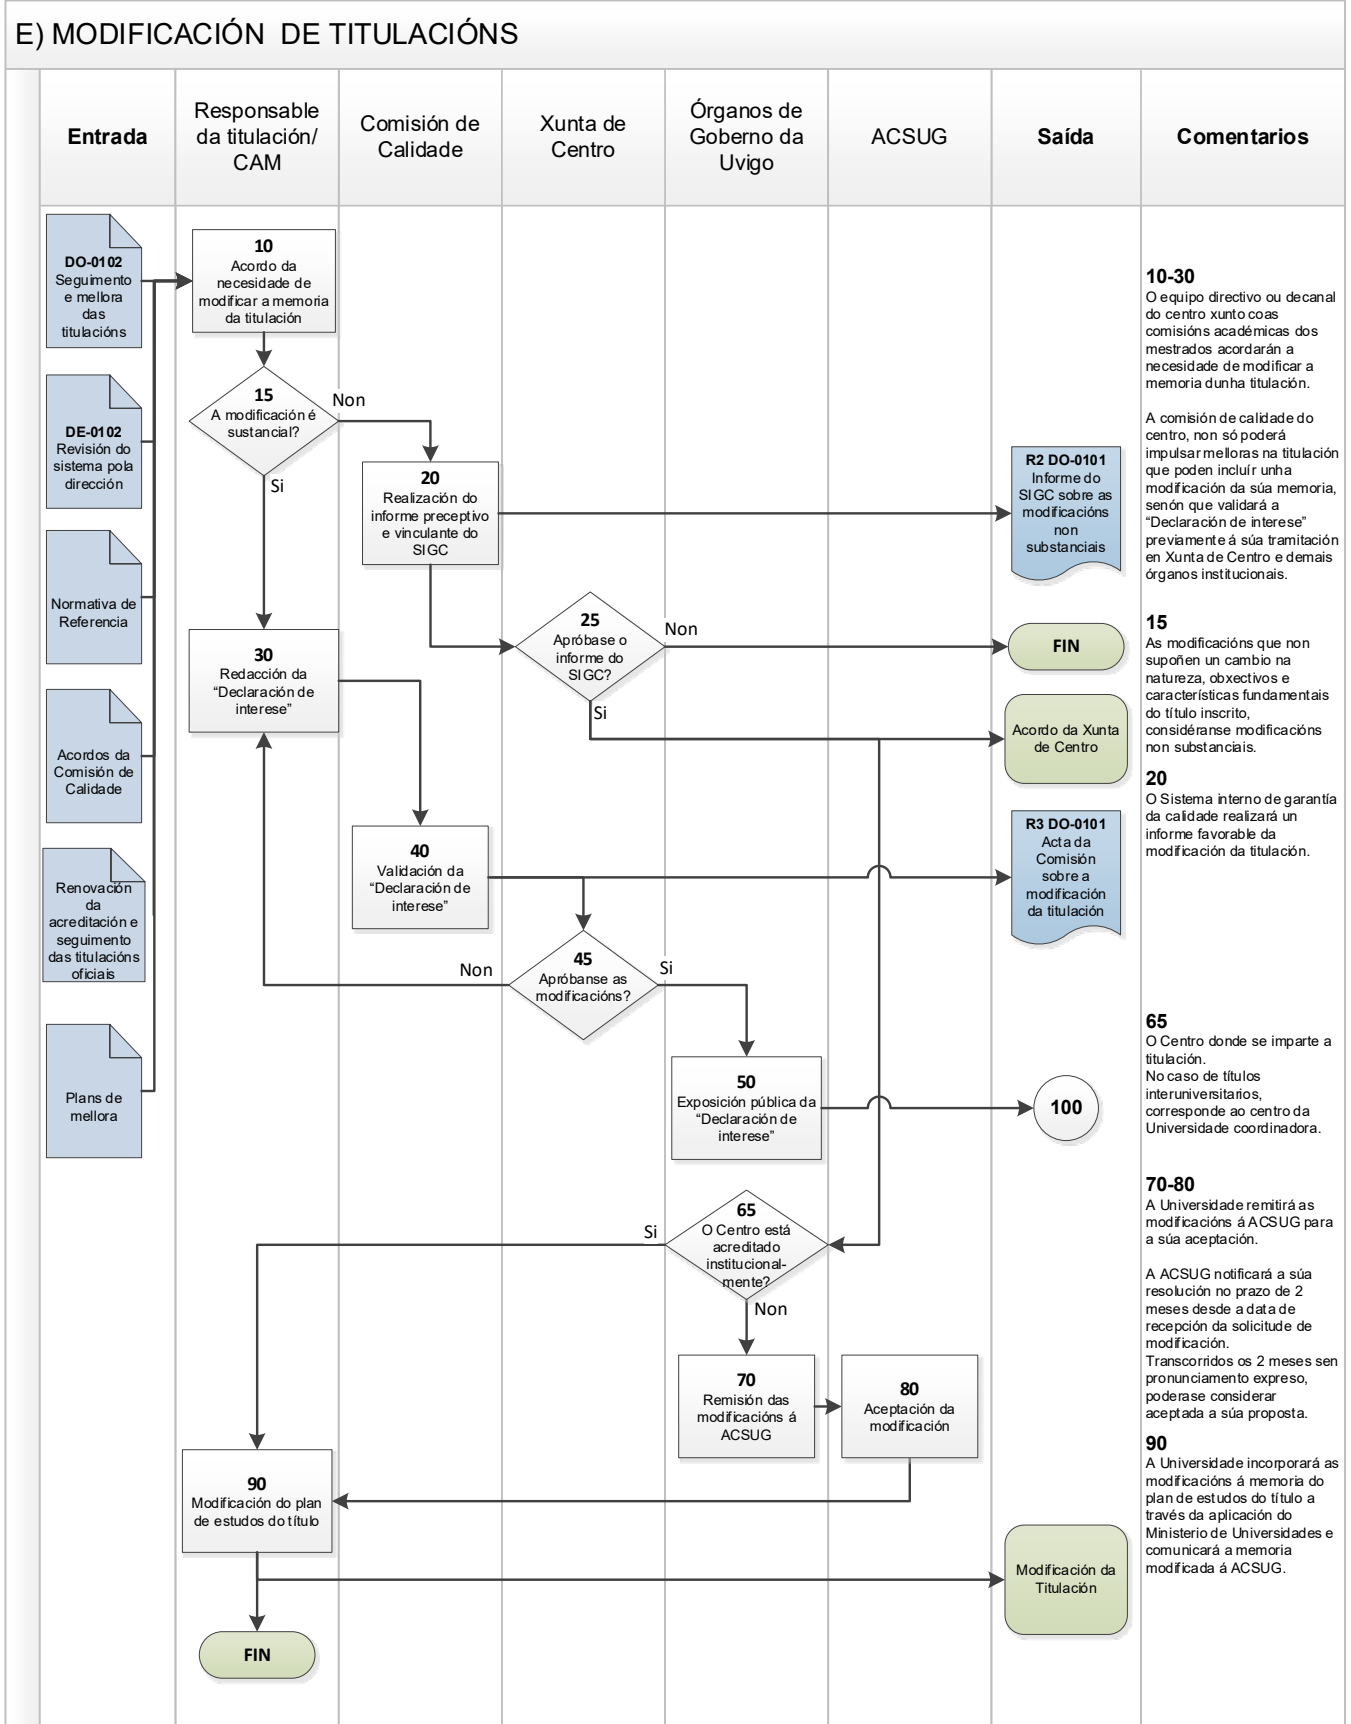 E) MODIFICACIÓN DE TITULACIÓNS
Entrada
Responsable
da titulación/
CAM
Comisión de
Calidade
Xunta de
Centro
Órganos de
Goberno da
Uvigo
ACSUG
Saída
Comentarios
DO-0102
Seguimento
e mellora
das
titulacións
DE-0102
Revisión do
sistema pola
dirección
Normativa de
Referencia
Acordos da
Comisión de
Calidade
Renovación
da
acreditación e
seguimento
das titulacións
oficiais
Plans de
mellora
10
Acordo da
necesidade de
modificar a memoria
da titulación
15
A modificación é
sustancial?
Non
Si
20
Realización do
informe preceptivo
e vinculante do
SIGC
R2 DO-0101
Informe do
SIGC sobre as
modificacións
non
substanciais
25
Apróbase o
informe do
SIGC?
Non
Si
FIN
Acordo da Xunta
de Centro
30
Redacción da
“Declaración de
interese”
40
Validación da
“Declaración de
interese”
R3 DO-0101
Acta da
Comisión
sobre a
modificación
da titulación
45
Apróbanse as
modificacións?
Non
Si
50
Exposición pública da
“Declaración de
interese”
100
65
O Centro está
acreditado
institucional-
mente?
Si
Non
70
Remisión das
modificacións á
ACSUG
80
Aceptación da
modificación
90
Modificación do plan
de estudos do título
Modificación da
Titulación
FIN
10-30
O equipo directivo ou decanal
do centro xunto coas
comisións académicas dos
mestrados acordarán a
necesidade de modificar a
memoria dunha titulación.
A comisión de calidade do
centro, non só poderá
impulsar melloras na titulación
que poden incluír unha
modificación da súa memoria,
senón que validará a
“Declaración de interese”
previamente á súa tramitación
en Xunta de Centro e demais
órganos institucionais.
15
As modificacións que non
supoñen un cambio na
natureza, obxectivos e
características fundamentais
do título inscrito,
considéranse modificacións
non substanciais.
20
O Sistema interno de garantía
da calidade realizará un
informe favorable da
modificación da titulación.
65
O Centro donde se imparte a
titulación.
No caso de títulos
interuniversitarios,
corresponde ao centro da
Universidade coordinadora.
70-80
A Universidade remitirá as
modificacións á ACSUG para
a súa aceptación.
A ACSUG notificará a súa
resolución no prazo de 2
meses desde a data de
recepción da solicitude de
modificación.
Transcorridos os 2 meses sen
pronunciamento expreso,
poderase considerar
aceptada a súa proposta.
90
A Universidade incorporará as
modificacións á memoria do
plan de estudos do título a
través da aplicación do
Ministerio de Universidades e
comunicará a memoria
modificada á ACSUG.